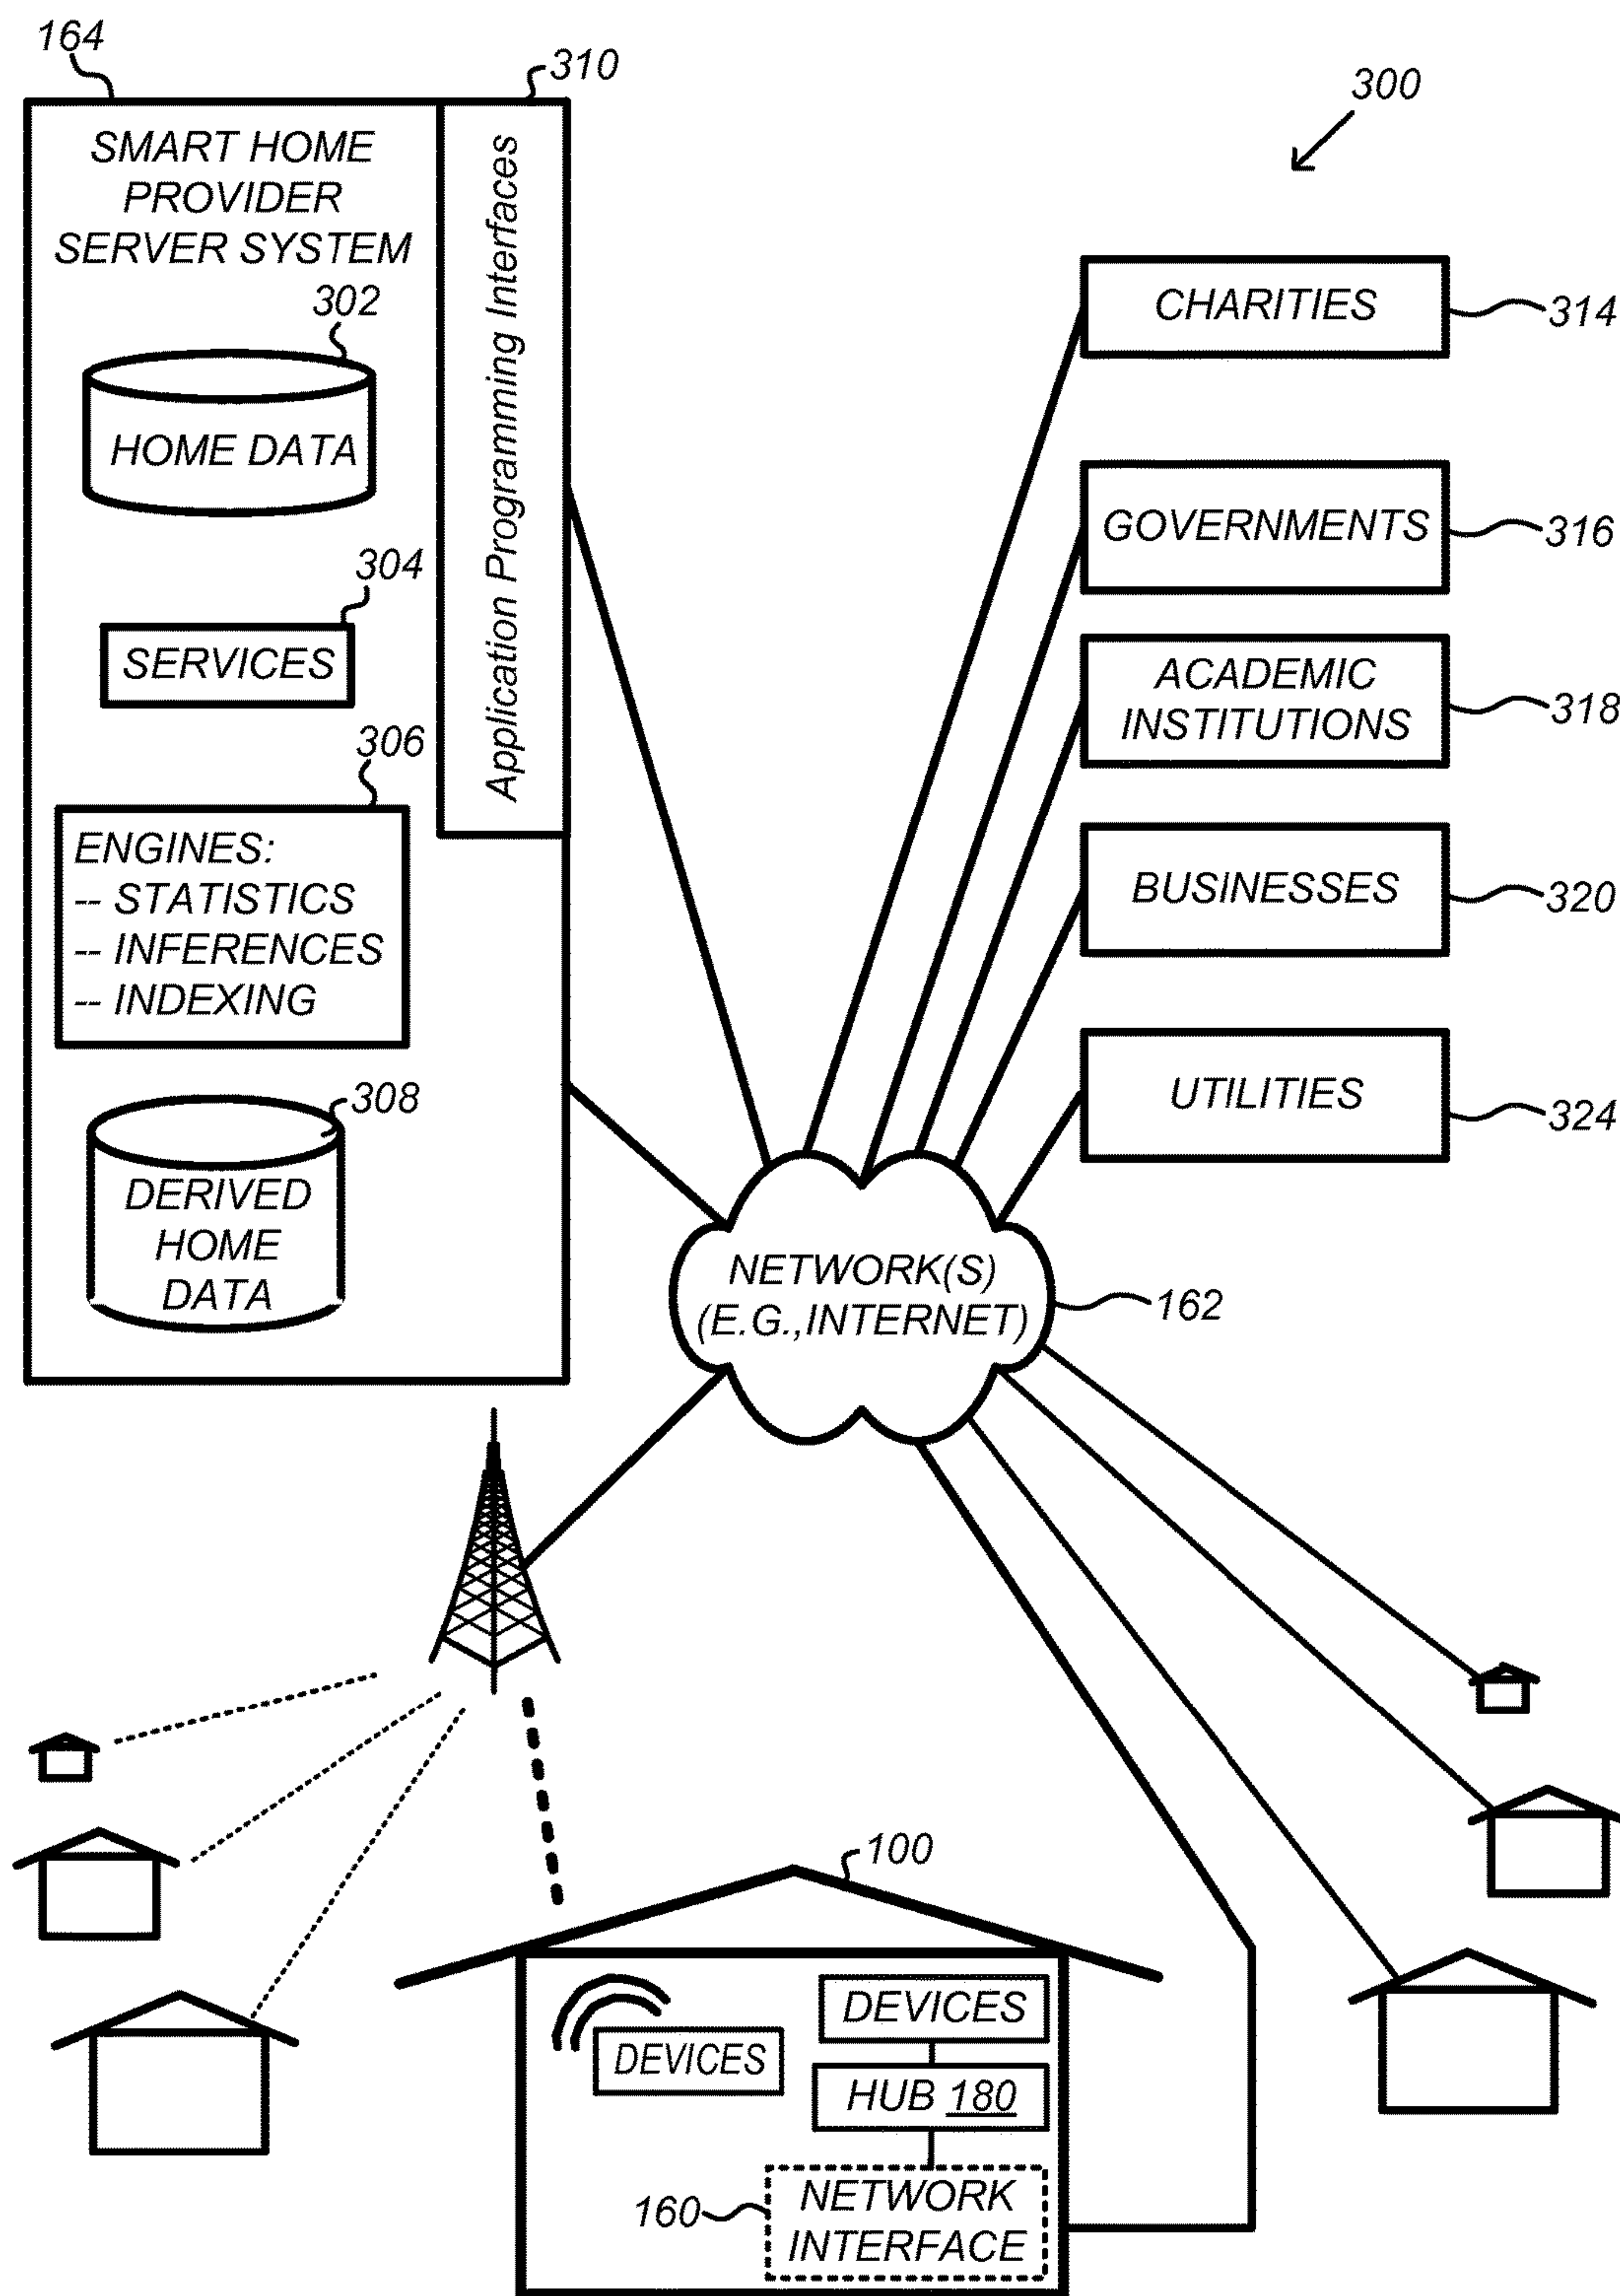 164
310
300
SMART HOME
PROVIDER
SERVER SYSTEM
Application Programming Interfaces
302
HOME DATA
304
SERVICES
306
ENGINES:
-- STATISTICS
-- INFERENCES
-- INDEXING
308
DERIVED
HOME
DATA
CHARITIES
314
GOVERNMENTS
316
ACADEMIC
INSTITUTIONS
318
BUSINESSES
320
UTILITIES
324
NETWORK(S)
(E.G.,INTERNET)
162
100
DEVICES
DEVICES
HUB 180
160
NETWORK
INTERFACE